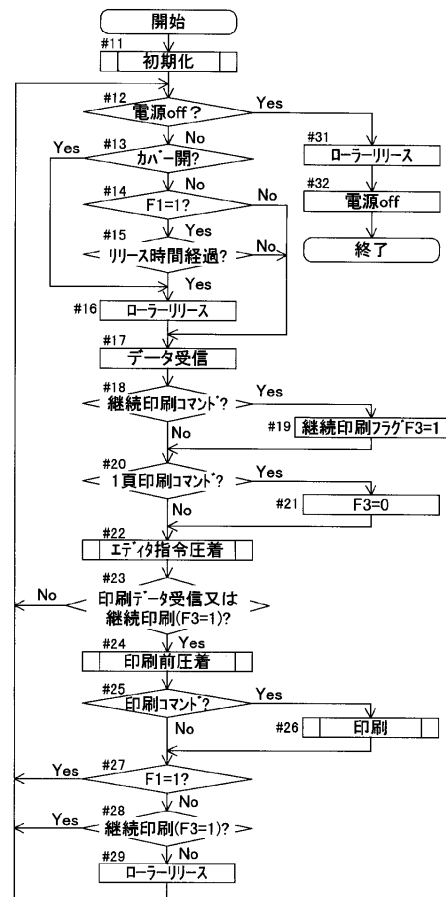 開始
#11
初期化
#12
電源off?
Yes
No
#13
Yes
カバー開?
#31
ローラーリリース
No
#14
No
#32
電源off
F1=1?
Yes
終了
#15
No
リリース時間経過?
Yes
#16
ローラーリリース
#17
データ受信
#18
Yes
継続印刷コマンド?
No
#19
継続印刷フラグF3=1
#20
Yes
1頁印刷コマンド?
No
#21
F3=0
#22
エディタ指令圧着
#23
No
印刷データ受信又は
継続印刷(F3=1)?
Yes
#24
印刷前圧着
#25
Yes
印刷コマンド?
No
#26
印刷
#27
Yes
F1=1?
No
#28
Yes
継続印刷(F3=1)?
No
#29
ローラーリリース